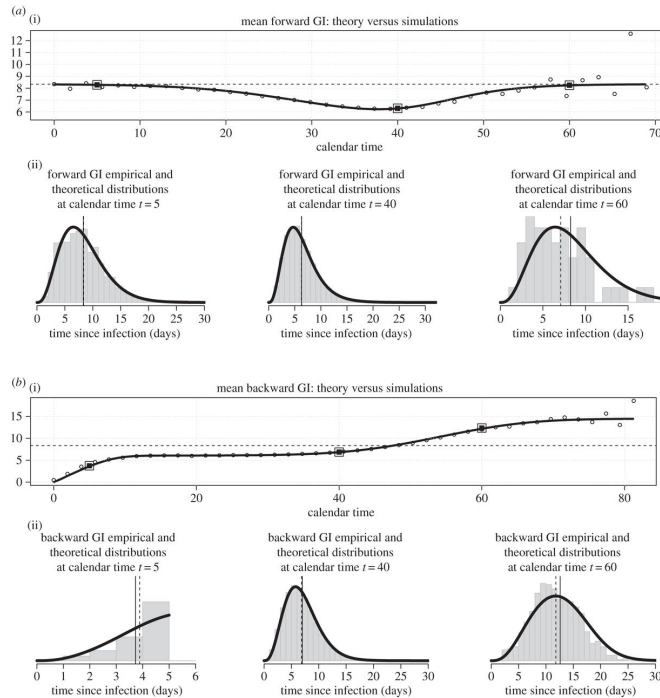 (a) (i)
mean forward GI: theory versus simulations
12
11
10
9
8
7
6
0 10 20 30 40 50 60 70
calendar time
(ii)
forward GI empirical and
theoretical distributions
at calendar time t = 5
forward GI empirical and
theoretical distributions
at calendar time t = 40
forward GI empirical and
theoretical distributions
at calendar time t = 60
0 5 10 15 20 25 30
time since infection (days)
0 5 10 15 20 25 30
time since infection (days)
0 5 10 15
time since infection (days)
(b) (i)
mean backward GI: theory versus simulations
15
10
5
0
0 20 40 60 80
calendar time
(ii)
backward GI empirical and
theoretical distributions
at calendar time t = 5
backward GI empirical and
theoretical distributions
at calendar time t = 40
backward GI empirical and
theoretical distributions
at calendar time t = 60
0 1 2 3 4 5 6
time since infection (days)
0 5 10 15 20 25 30
time since infection (days)
0 5 10 15 20 25 30
time since infection (days)